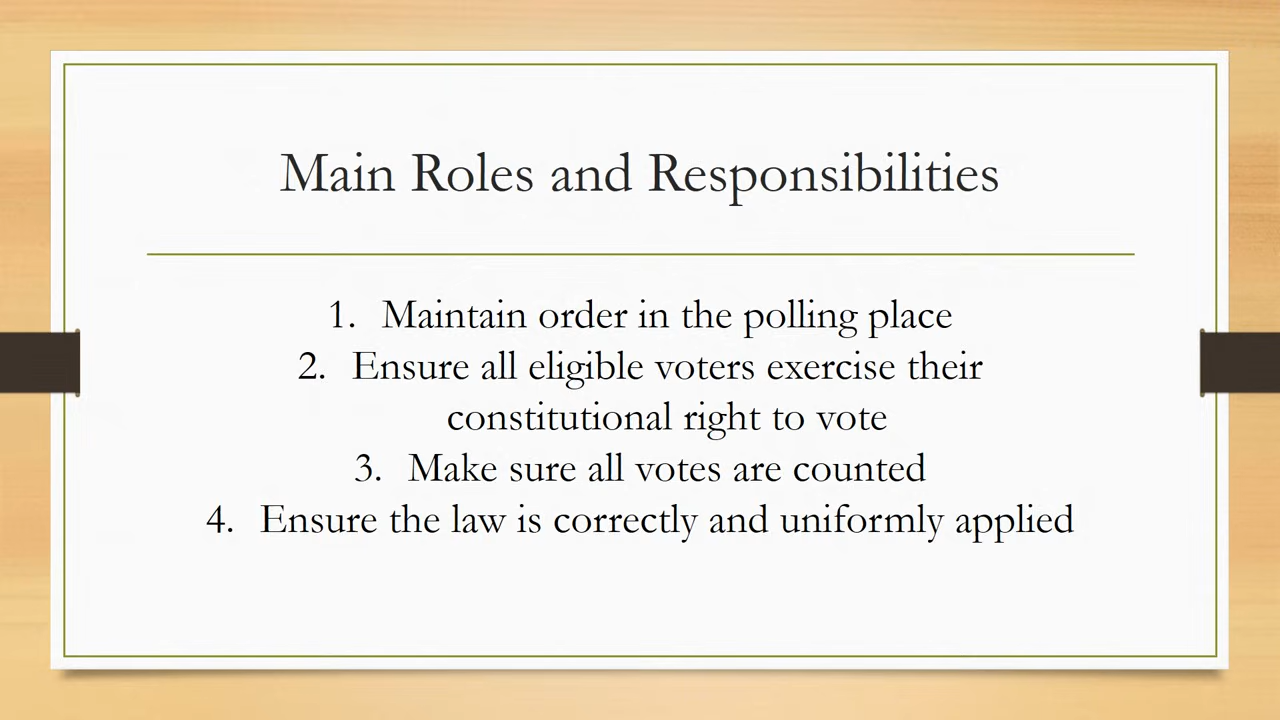 Main Roles and Responsibilities
1. Maintain order in the polling place
2. Ensure all eligible voters exercise their
constitutional right to vote
3. Make sure all votes are counted
4. Ensure the law is correctly and uniformly applied